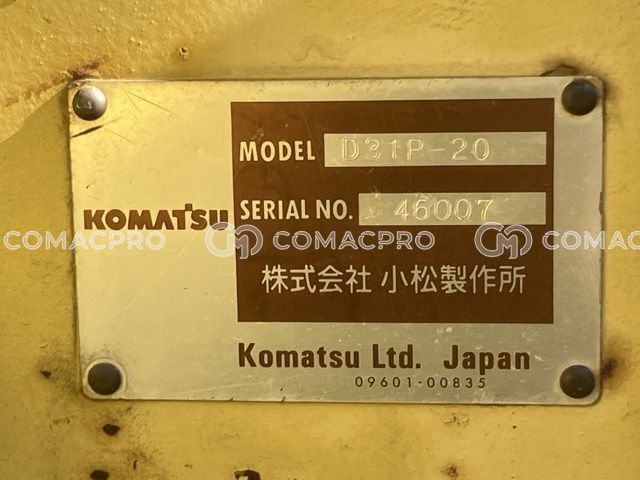 MODEL D31P-20
KOMATSU
SERIAL NO. 46007
COMACPRO COMACPRO COMACPRO
株式会社 小松製作所
Komatsu Ltd. Japan
09601-00835